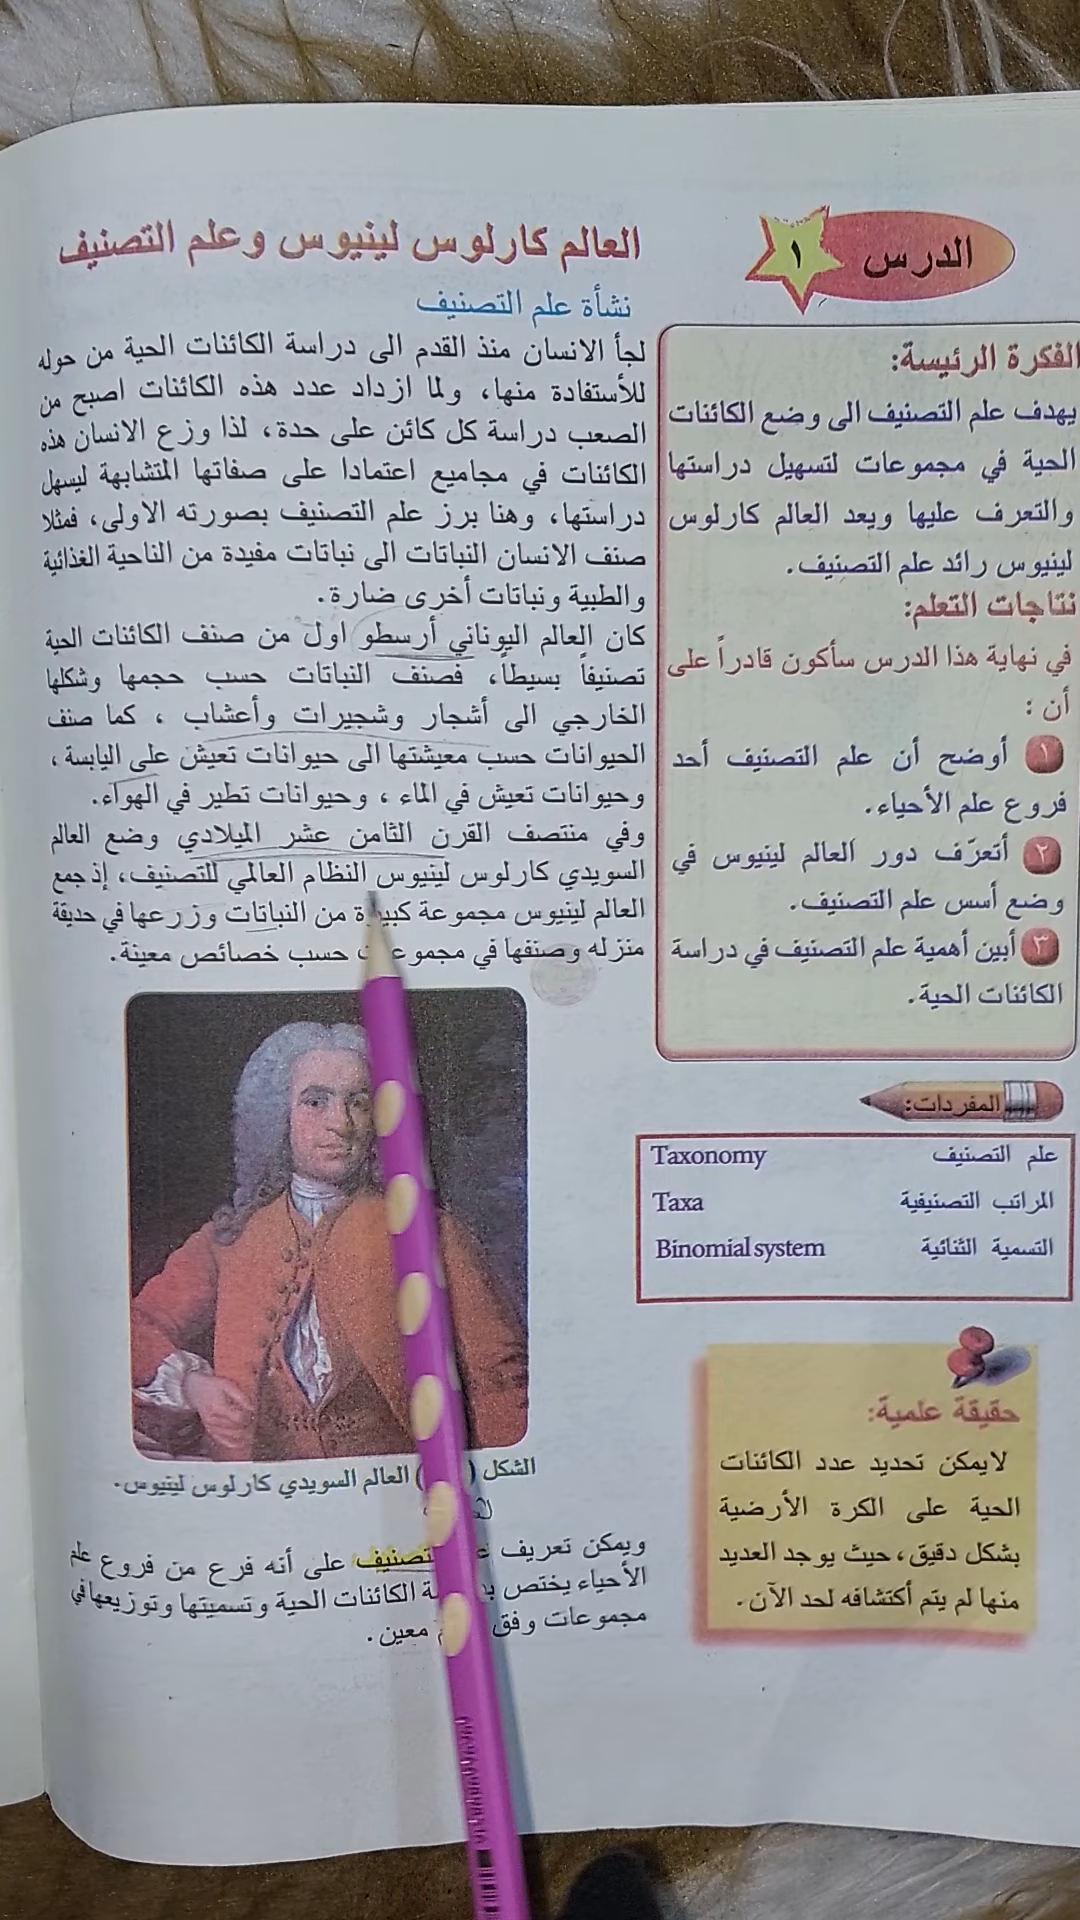 الدرس ١
العالم كارلوس لينيوس وعلم التصنيف
الفكرة الرئيسة:
يهدف علم التصنيف الى وضع الكائنات
الحية في مجموعات لتسهيل دراستها
والتعرف عليها ويعد العالم كارلوس
لينيوس رائد علم التصنيف.
نتاجات التعلم:
في نهاية هذا الدرس سأكون قادراً على
أن :
١ أوضح أن علم التصنيف أحد
فروع علم الأحياء.
٢ أتعرّف دور العالم لينيوس في
وضع أسس علم التصنيف.
٣ أبين أهمية علم التصنيف في دراسة
الكائنات الحية.
المفردات:
علم التصنيف Taxonomy
المراتب التصنيفية Taxa
التسمية الثنائية Binomial system
حقيقة علمية:
لايمكن تحديد عدد الكائنات
الحية على الكرة الأرضية
بشكل دقيق، حيث يوجد العديد
منها لم يتم أكتشافه لحد الآن.
نشأة علم التصنيف
لجأ الانسان منذ القدم الى دراسة الكائنات الحية من حوله
للأستفادة منها، ولما ازداد عدد هذه الكائنات اصبح من
الصعب دراسة كل كائن على حدة، لذا وزع الانسان هذه
الكائنات في مجاميع اعتمادا على صفاتها المتشابهة ليسهل
دراستها، وهنا برز علم التصنيف بصورته الاولى، فمثلا
صنف الانسان النباتات الى نباتات مفيدة من الناحية الغذائية
والطبية ونباتات أخرى ضارة.
كان العالم اليوناني أرسطو اول من صنف الكائنات الحية
تصنيفاً بسيطاً، فصنف النباتات حسب حجمها وشكلها
الخارجي الى أشجار وشجيرات وأعشاب ، كما صنف
الحيوانات حسب معيشتها الى حيوانات تعيش على اليابسة ،
وحيوانات تعيش في الماء ، وحيوانات تطير في الهواء.
وفي منتصف القرن الثامن عشر الميلادي وضع العالم
السويدي كارلوس لينيوس النظام العالمي للتصنيف، إذ جمع
العالم لينيوس مجموعة كبيرة من النباتات وزرعها في حديقة
منزله وصنفها في حسب خصائص معينة.
الشكل ( ) العالم السويدي كارلوس لينيوس.
ويمكن تعريف التصنيف على أنه فرع من فروع علم
الأحياء يختص الكائنات الحية وتسميتها وتوزيعها في
مجموعات وفق معين.